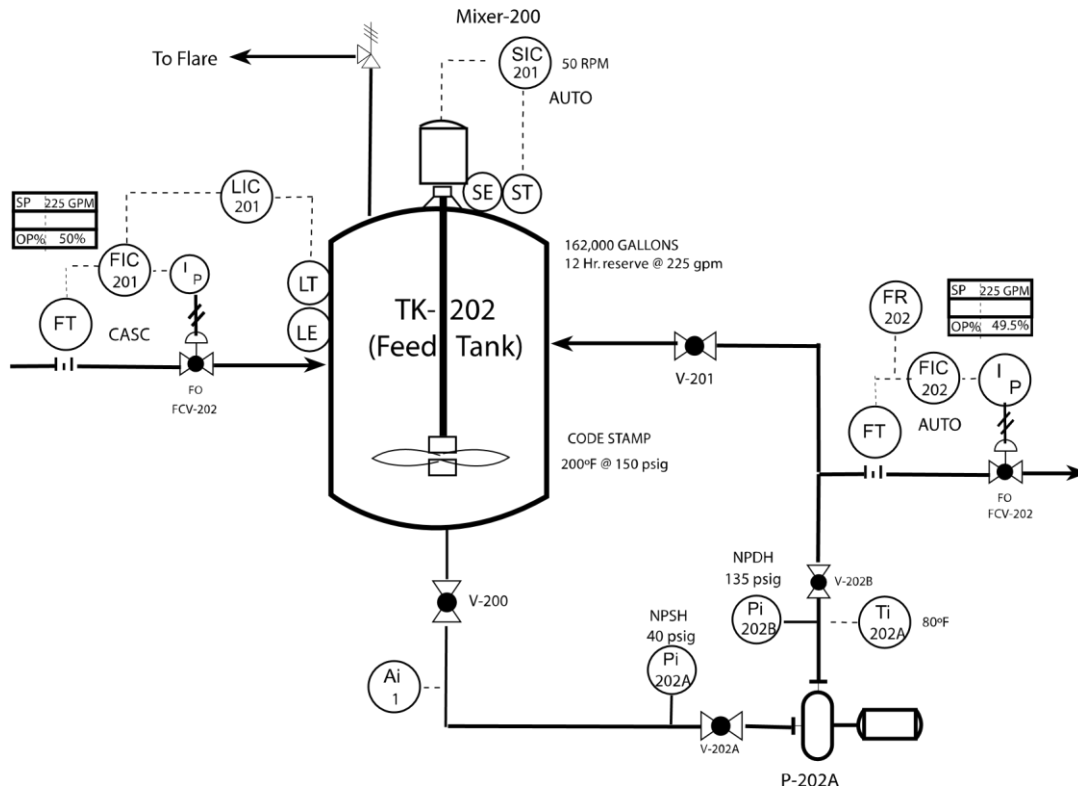 Mixer-200
To Flare
SIC
201
50 RPM
AUTO
SE
ST
LIC
201
SP 225 GPM
OP% 50%
FIC
201
I
P
FT
CASC
LT
LE
FO
FCV-202
TK-202
(Feed Tank)
162,000 GALLONS
12 Hr. reserve @ 225 gpm
CODE STAMP
200ºF @ 150 psig
V-201
FR
202
SP 225 GPM
OP% 49.5%
FIC
202
I
P
FT
AUTO
FO
FCV-202
V-200
Ai
1
NPSH
40 psig
Pi
202A
V-202A
NPDH
135 psig
Pi
202B
V-202B
Ti
202A
80ºF
P-202A